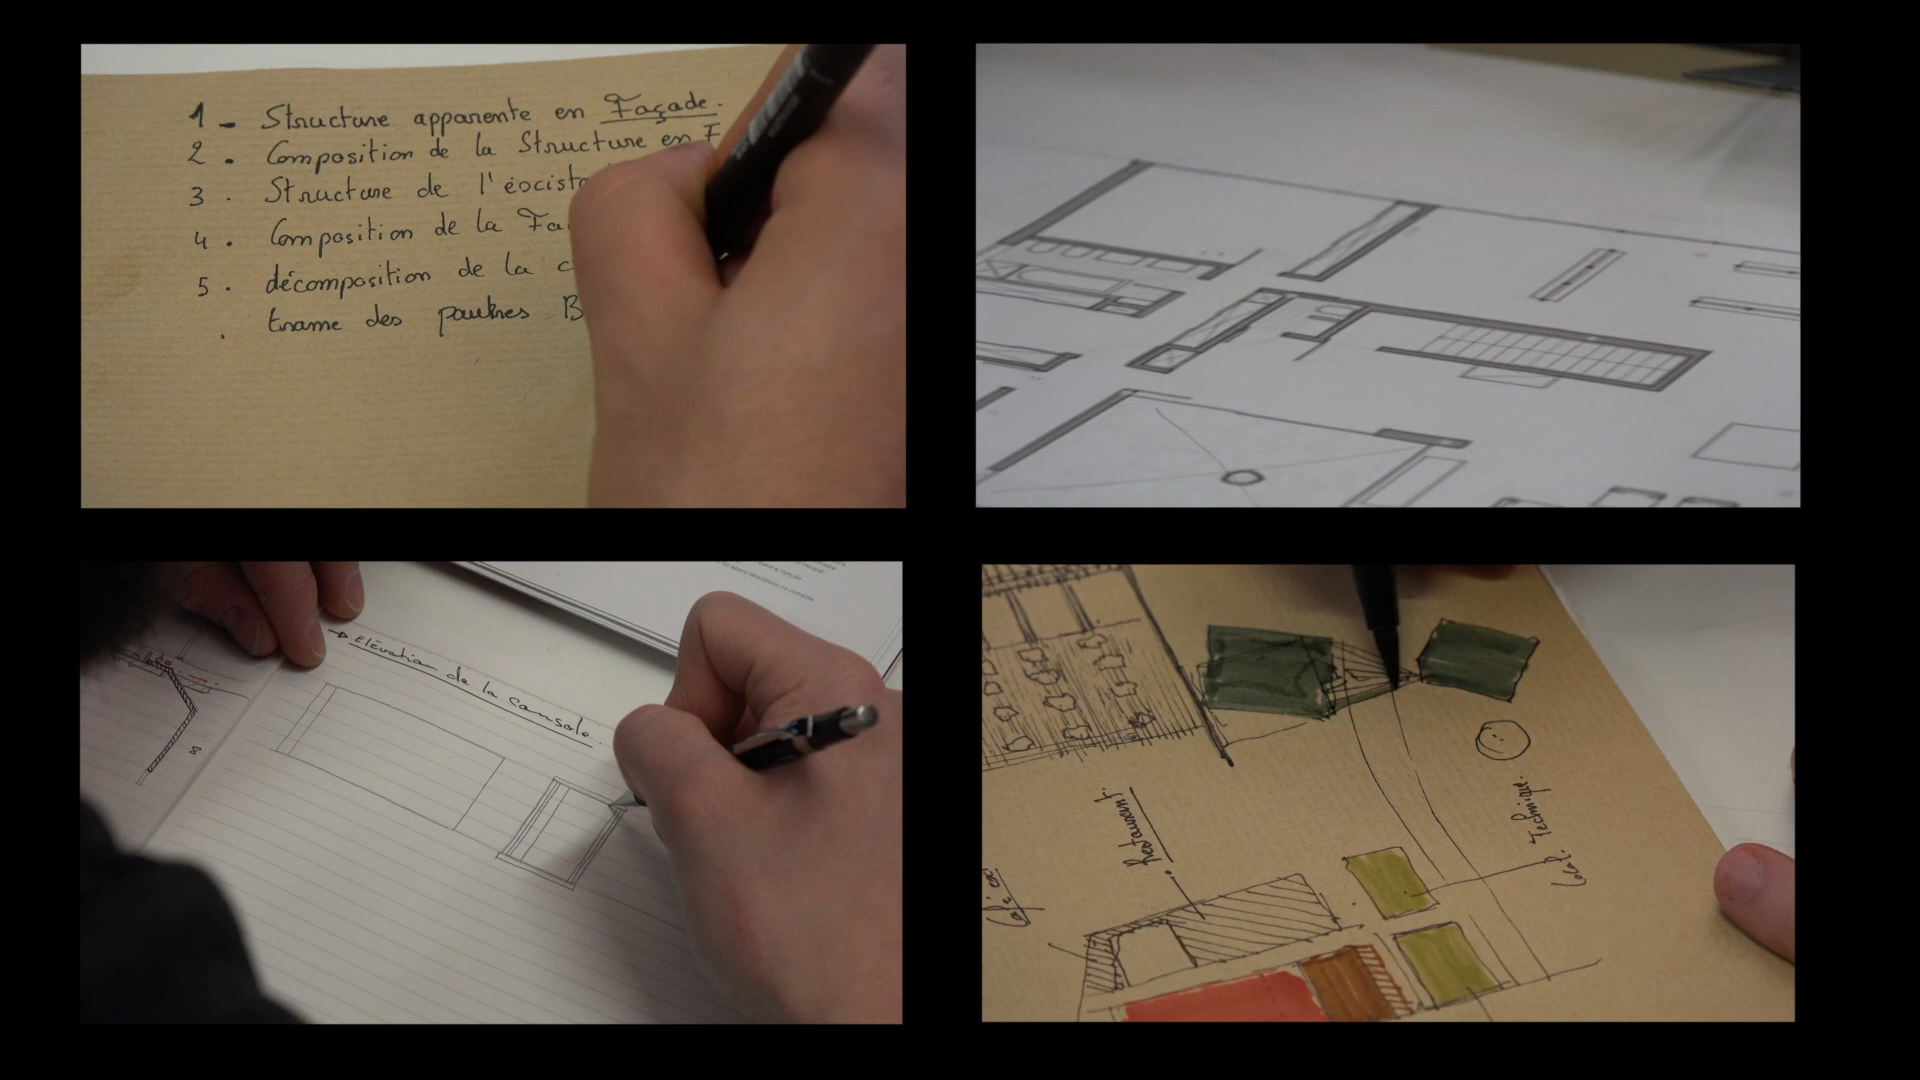 1 - Structure apparente en Façade.
2. Composition de la Structure en F
3. Structure de l'
4. Composition de la Fa
5. décomposition de la c
trame des poutres B
→ Elévation de la console.
Restaurant.
Local. Technique.